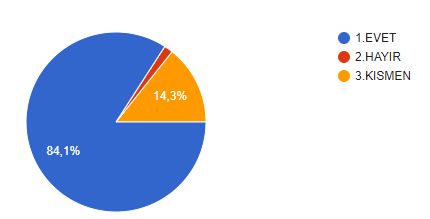 1.EVET
2.HAYIR
3.KISMEN
14,3%
84,1%